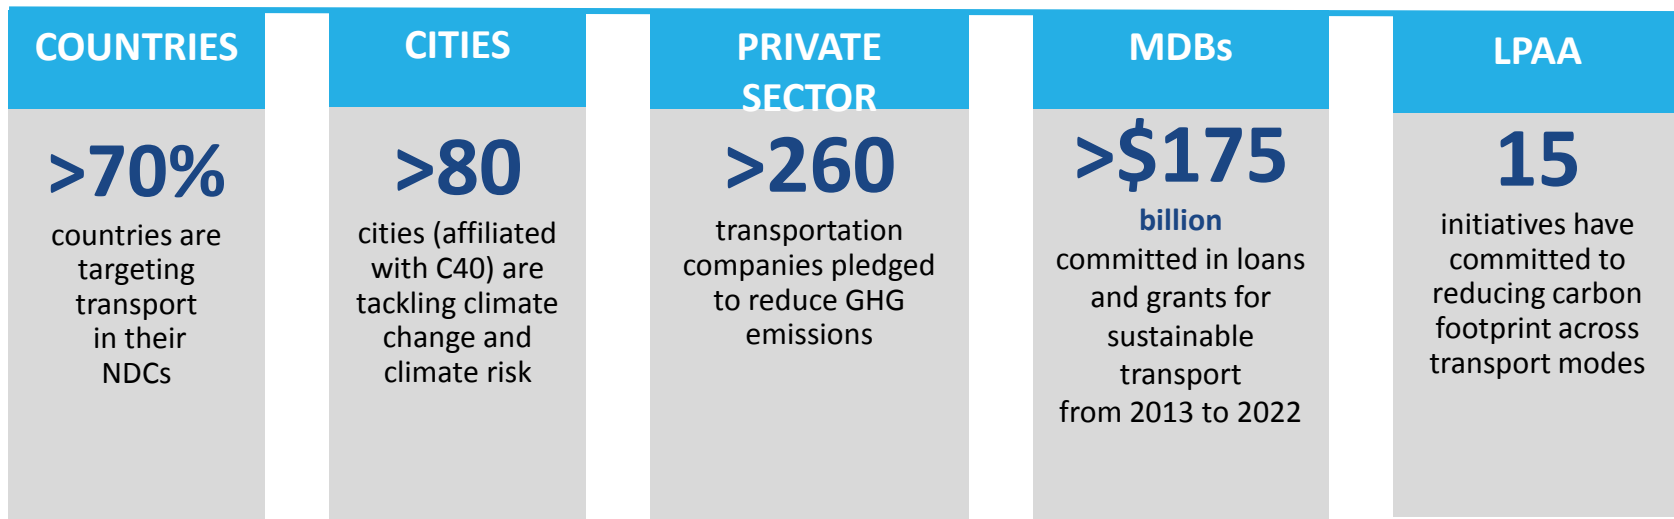 COUNTRIES
>70%
countries are
targeting
transport
in their
NDCs
CITIES
>80
cities (affiliated
with C40) are
tackling climate
change and
climate risk
PRIVATE
SECTOR
>260
transportation
companies pledged
to reduce GHG
emissions
MDBs
>$175
billion
committed in loans
and grants for
sustainable
transport
from 2013 to 2022
LPAA
15
initiatives have
committed to
reducing carbon
footprint across
transport modes